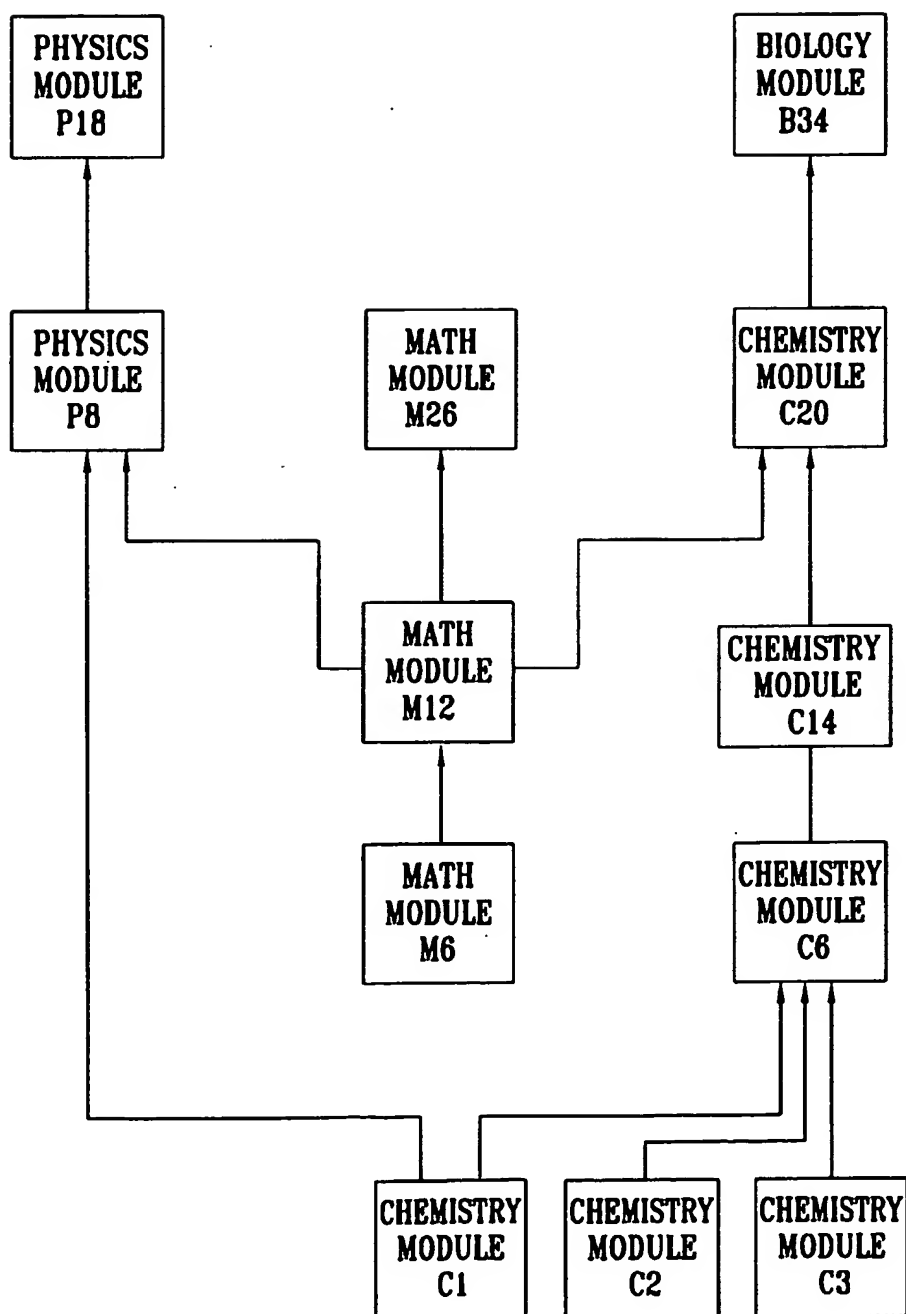 PHYSICS
MODULE
P18
BIOLOGY
MODULE
B34
PHYSICS
MODULE
P8
MATH
MODULE
M26
CHEMISTRY
MODULE
C20
MATH
MODULE
M12
CHEMISTRY
MODULE
C14
MATH
MODULE
M6
CHEMISTRY
MODULE
C6
CHEMISTRY
MODULE
C1
CHEMISTRY
MODULE
C2
CHEMISTRY
MODULE
C3